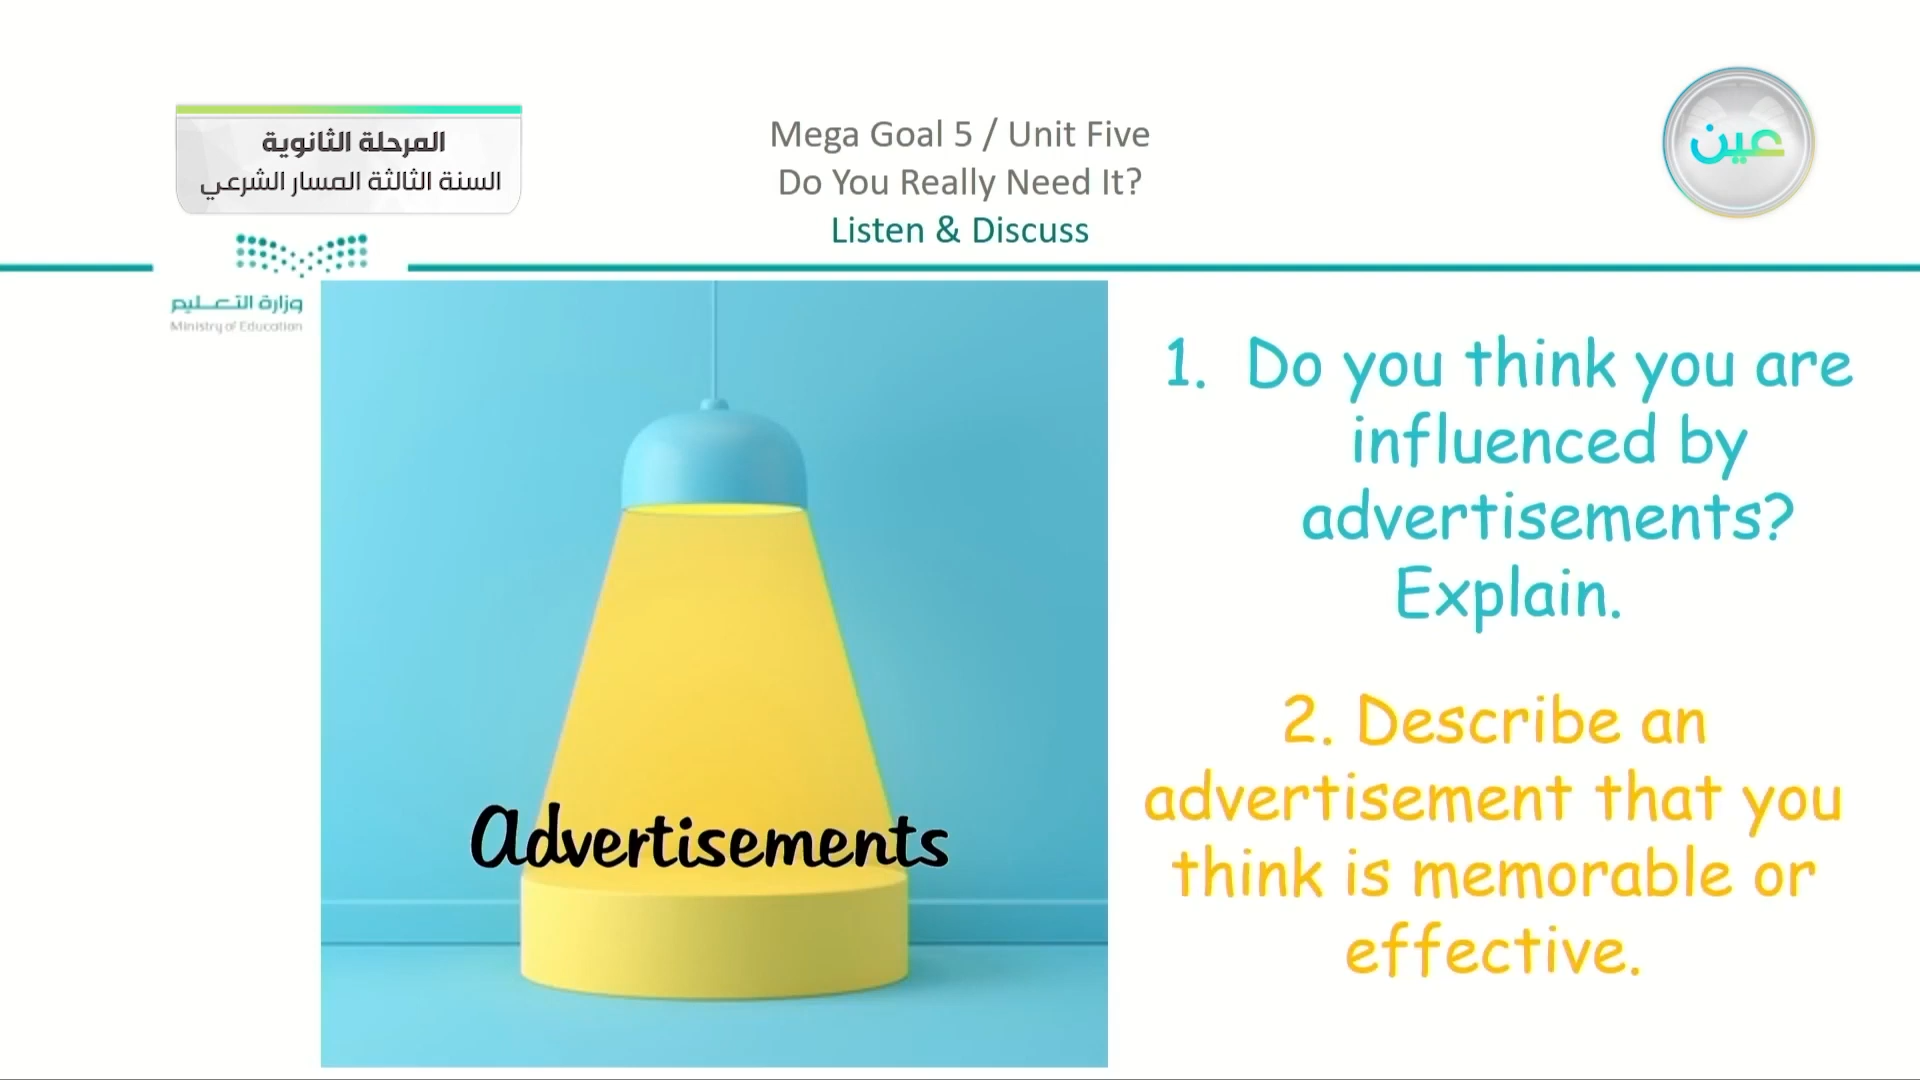 المرحلة الثانوية
السنة الثالثة المسار الشرعي
Mega Goal 5 / Unit Five
Do You Really Need It?
Listen & Discuss
عين
وزارة التعليم
Ministry of Education
1. Do you think you are
influenced by
advertisements?
Explain.
2. Describe an
advertisement that you
think is memorable or
effective.
Advertisements